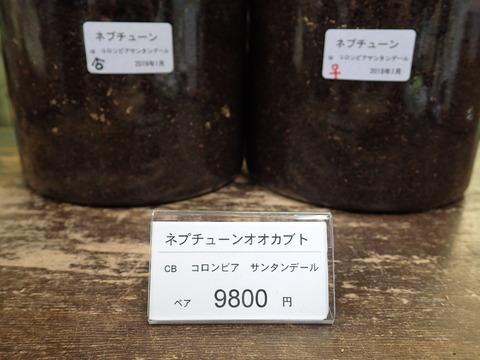 ネプチューン
CB コロンビアサンタンデール
♂ 2019年1月
ネプチューン
CB コロンビアサンタンデール
♀ 2019年1月
ネプチューンオオカブト
CB コロンビア サンタンデール
ペア 9800 円